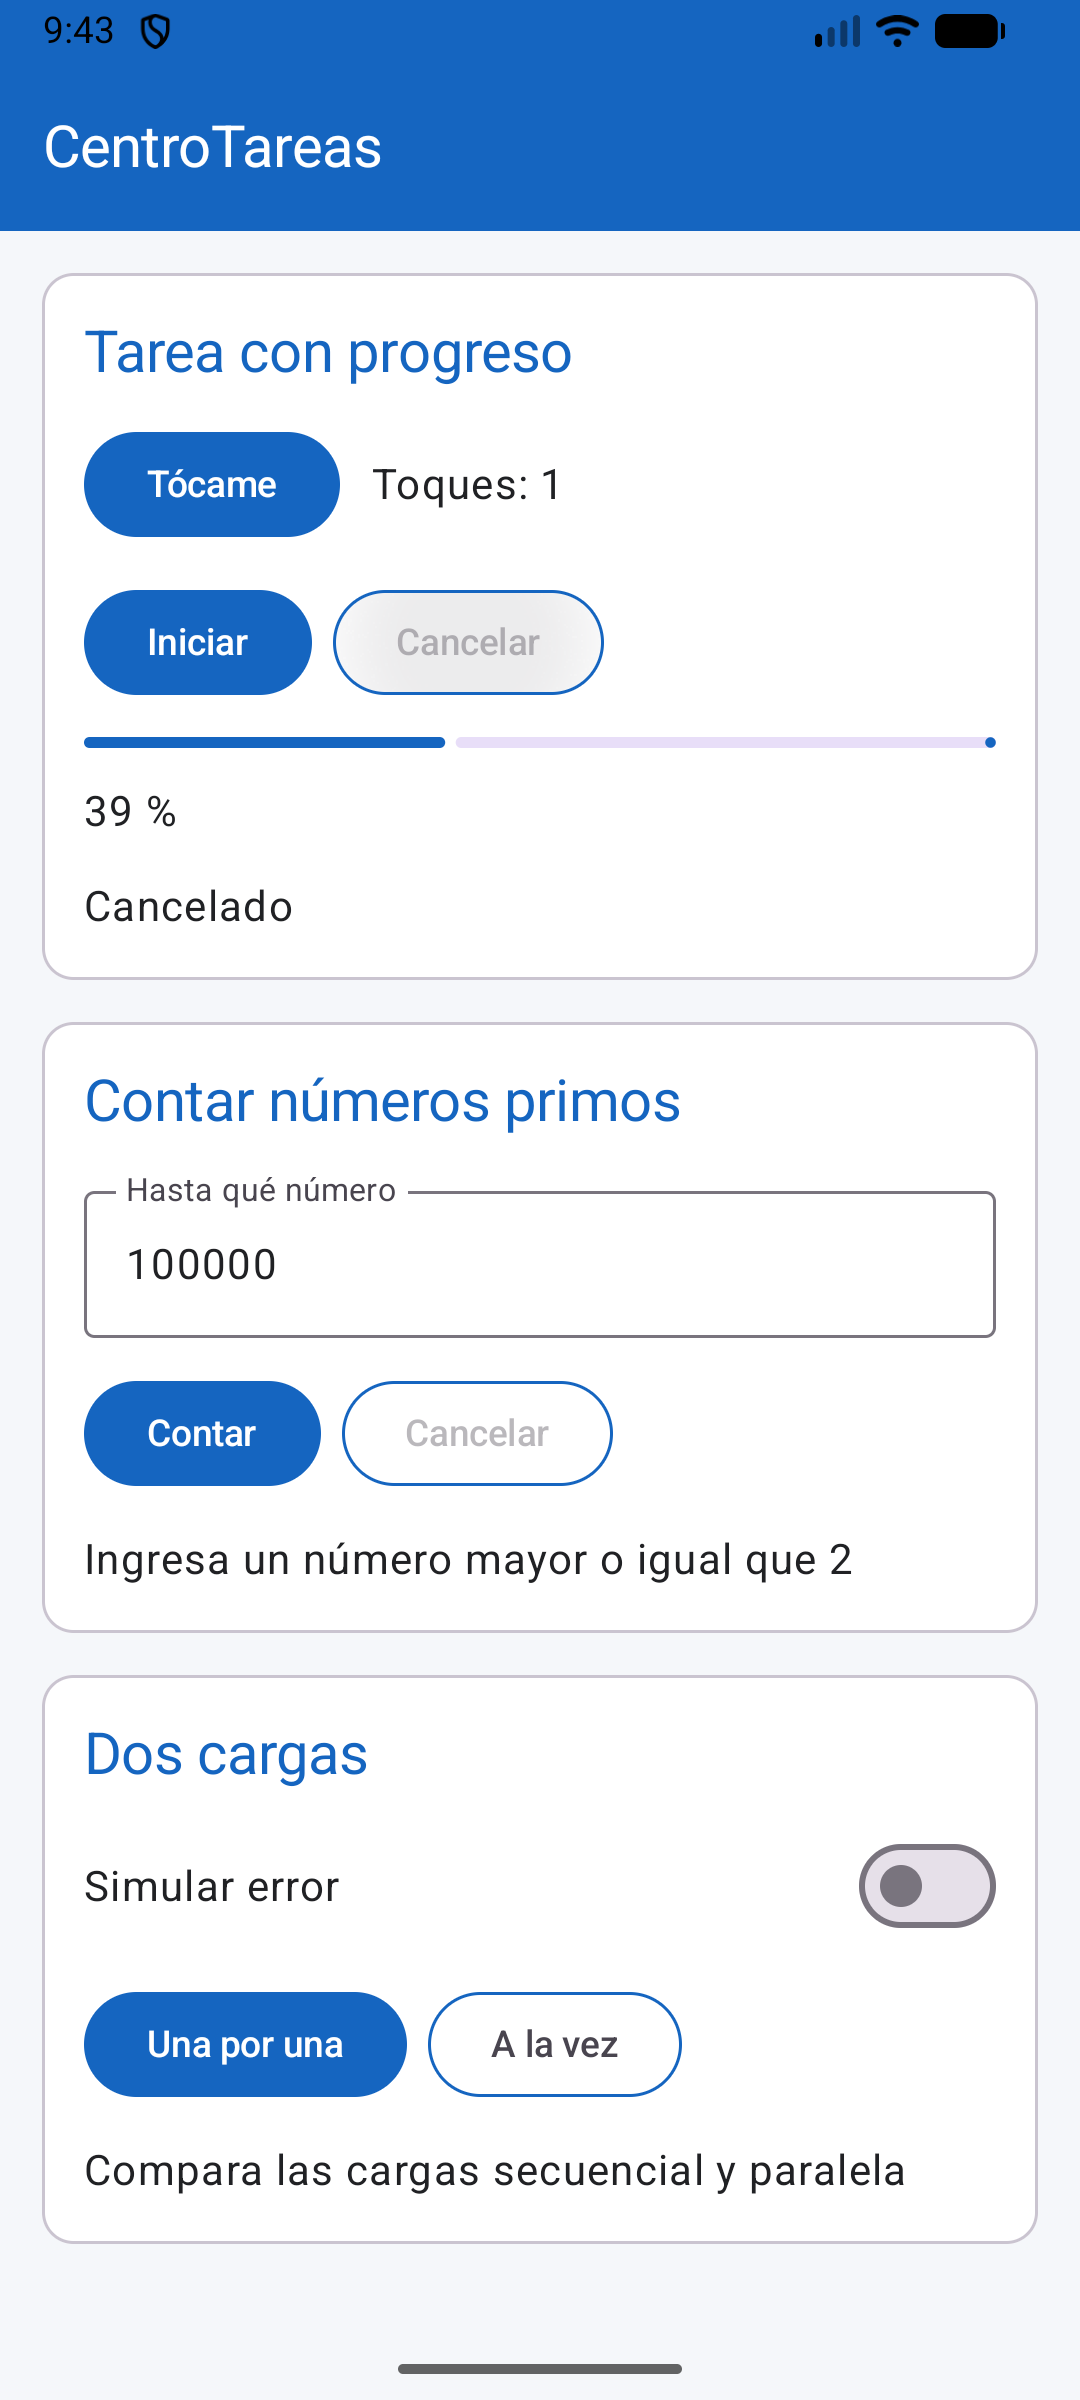 9:43
CentroTareas
Tarea con progreso
Tócame Toques: 1
Iniciar Cancelar
39 %
Cancelado
Contar números primos
Hasta qué número
100000
Contar Cancelar
Ingresa un número mayor o igual que 2
Dos cargas
Simular error
Una por una A la vez
Compara las cargas secuencial y paralela